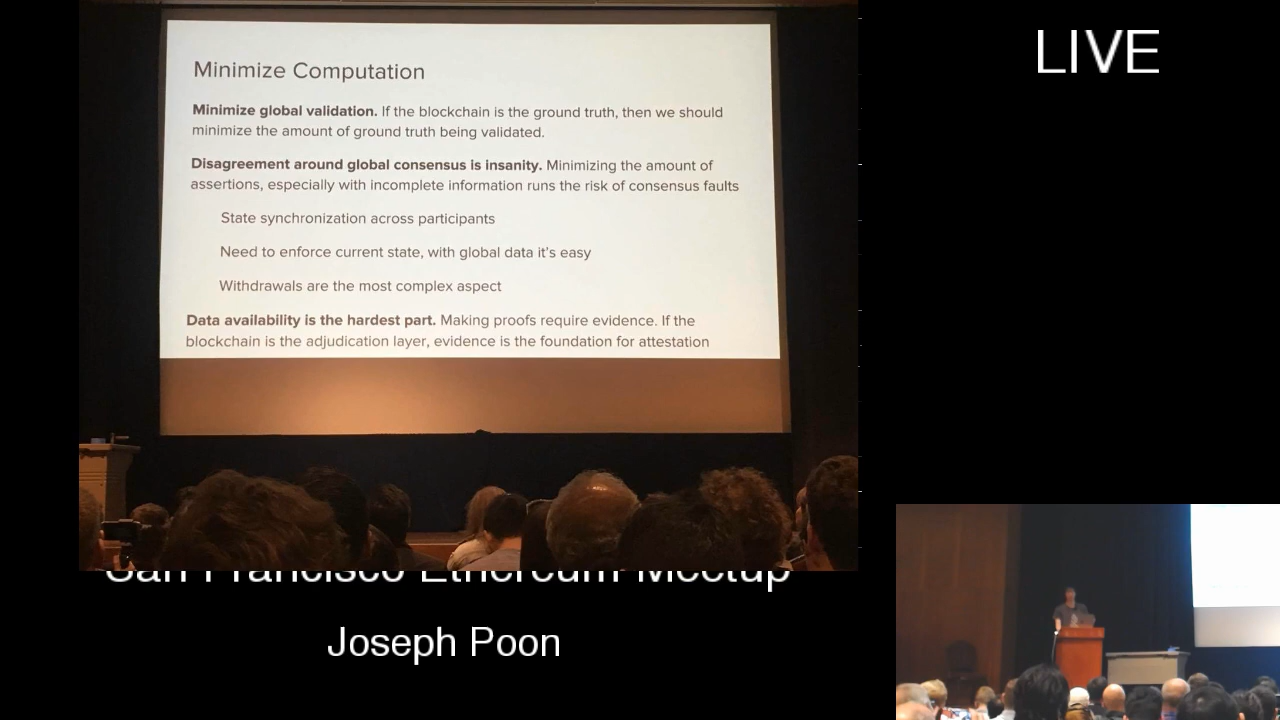 LIVE
Minimize Computation
Minimize global validation. If the blockchain is the ground truth, then we should
minimize the amount of ground truth being validated.
Disagreement around global consensus is insanity. Minimizing the amount of
assertions, especially with incomplete information runs the risk of consensus faults
State synchronization across participants
Need to enforce current state, with global data it's easy
Withdrawals are the most complex aspect
Data availability is the hardest part. Making proofs require evidence. If the
blockchain is the adjudication layer, evidence is the foundation for attestation
San Francisco Ethereum Meetup
Joseph Poon